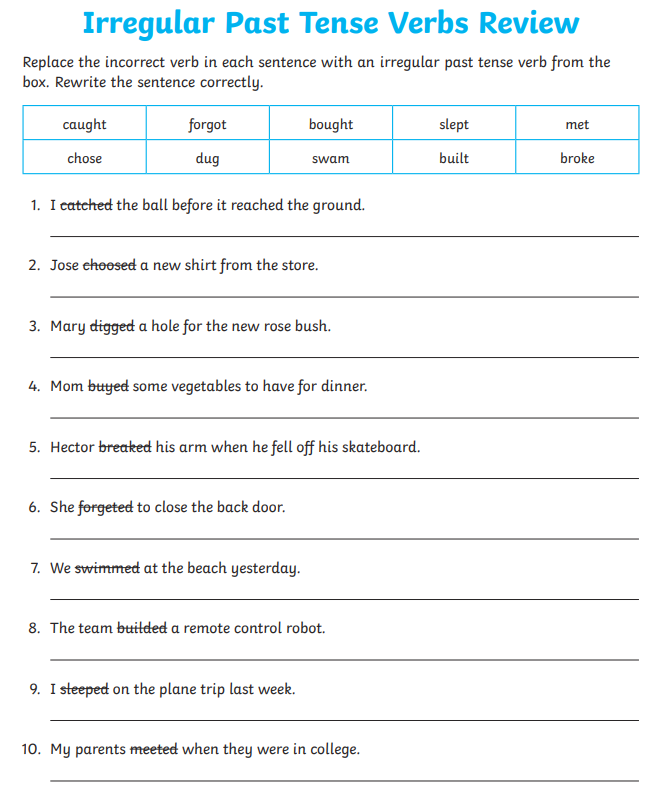 Irregular Past Tense Verbs Review
Replace the incorrect verb in each sentence with an irregular past tense verb from the
box. Rewrite the sentence correctly.
caught forgot bought slept met
chose dug swam built broke
1. I catched the ball before it reached the ground.
2. Jose choosed a new shirt from the store.
3. Mary digged a hole for the new rose bush.
4. Mom buyed some vegetables to have for dinner.
5. Hector breaked his arm when he fell off his skateboard.
6. She forgeted to close the back door.
7. We swimmed at the beach yesterday.
8. The team builded a remote control robot.
9. I sleeped on the plane trip last week.
10. My parents meeted when they were in college.